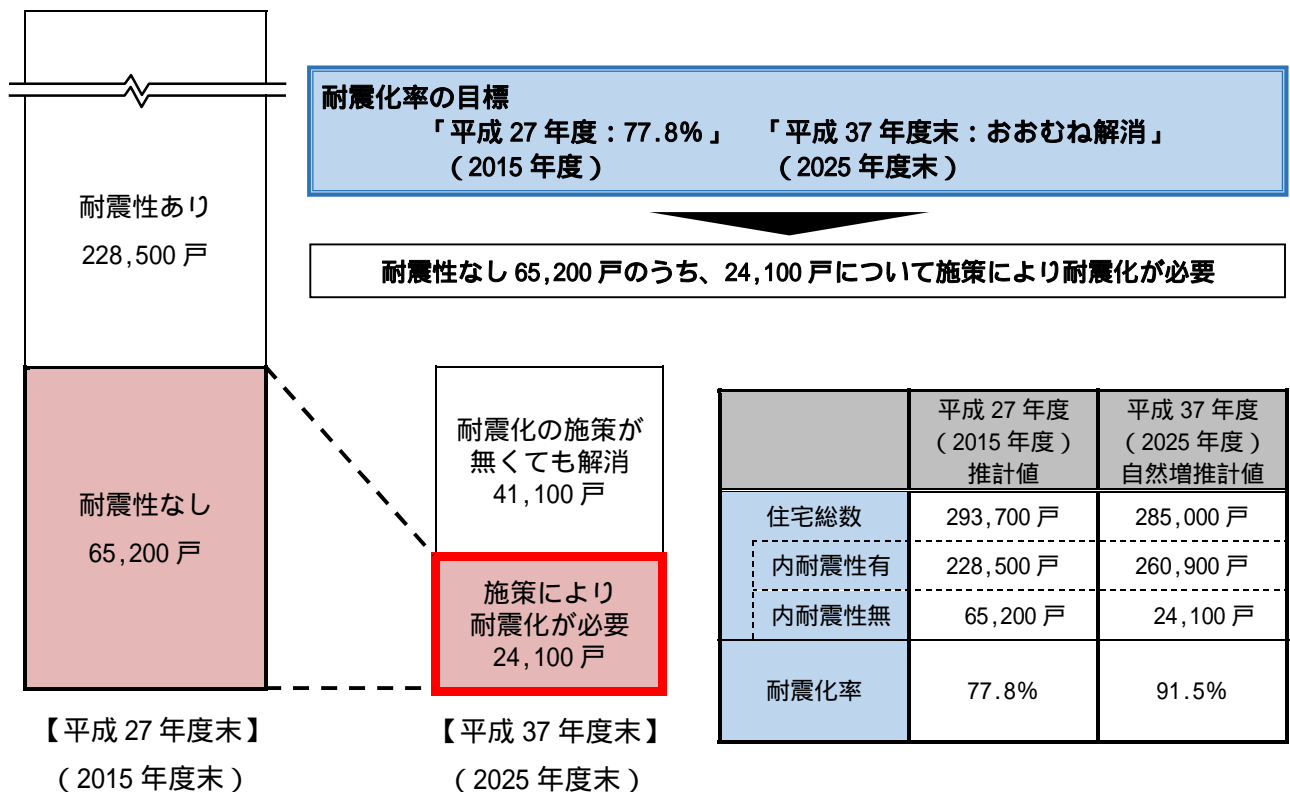 耐震化率の目標
「平成 27 年度：77.8%」 「平成 37 年度末：おおむね解消」
（2015 年度） （2025 年度末）
耐震性なし 65,200 戸のうち、24,100 戸について施策により耐震化が必要
耐震性あり
228,500 戸
耐震性なし
65,200 戸
【平成 27 年度末】
（2015 年度末）
耐震化の施策が
無くても解消
41,100 戸
施策により
耐震化が必要
24,100 戸
【平成 37 年度末】
（2025 年度末）
平成 27 年度 平成 37 年度
（2015 年度） （2025 年度）
推計値 自然増推計値
住宅総数 293,700 戸 285,000 戸
内耐震性有 228,500 戸 260,900 戸
内耐震性無 65,200 戸 24,100 戸
耐震化率 77.8% 91.5%